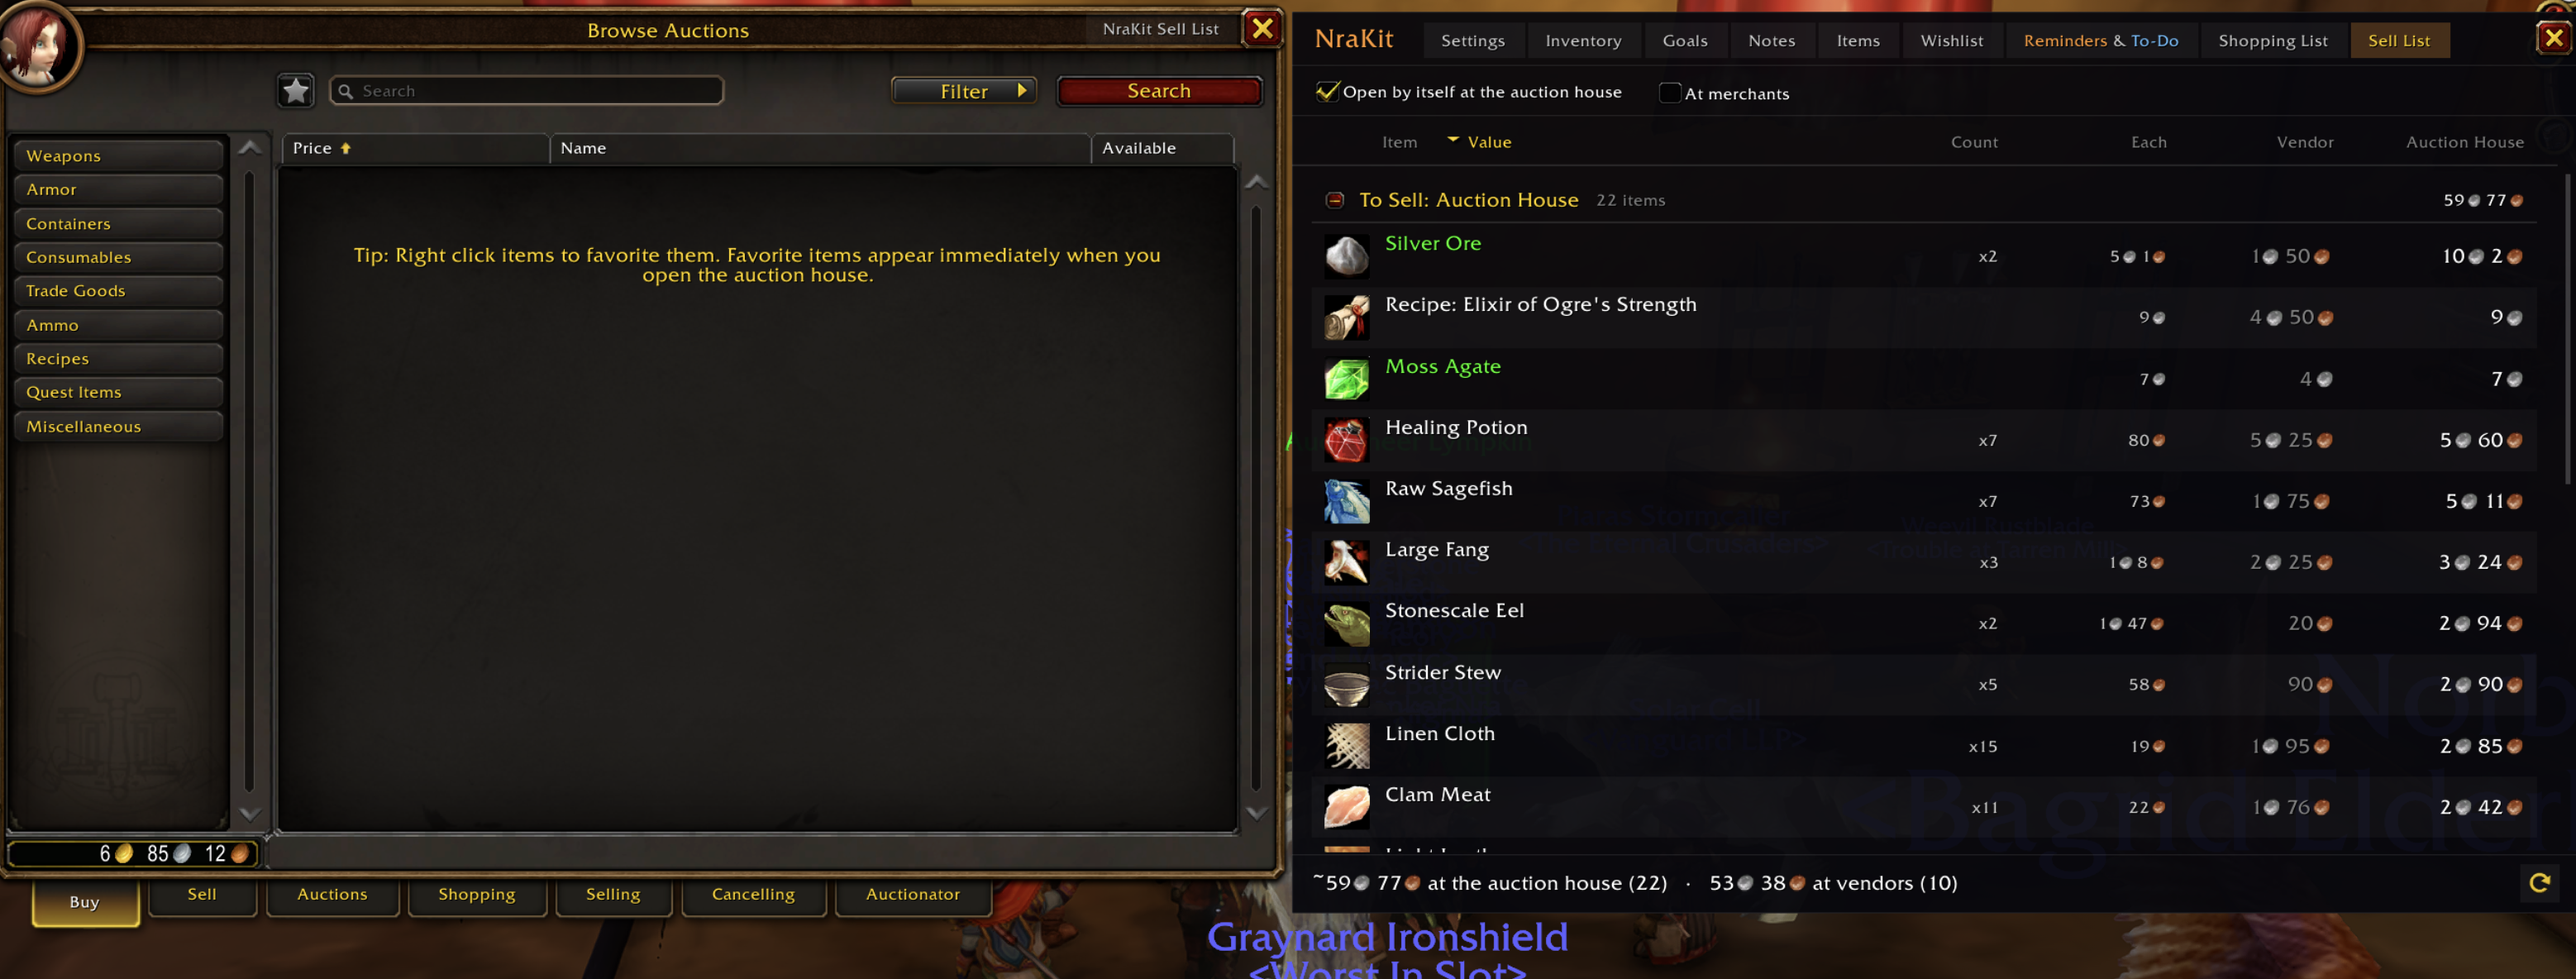 Browse Auctions
NraKit Sell List
Search
Filter
Search
Weapons
Armor
Containers
Consumables
Trade Goods
Ammo
Recipes
Quest Items
Miscellaneous
Price
Name
Available
Tip: Right click items to favorite them. Favorite items appear immediately when you
open the auction house.
6 85 12
Buy
Sell
Auctions
Shopping
Selling
Cancelling
Auctionator
NraKit
Settings
Inventory
Goals
Notes
Items
Wishlist
Reminders & To-Do
Shopping List
Sell List
Open by itself at the auction house
At merchants
Item Value Count Each Vendor Auction House
To Sell: Auction House 22 items 59 77
Silver Ore x2 5 1 1 50 10 2
Recipe: Elixir of Ogre's Strength 9 4 50 9
Moss Agate 7 4 7
Healing Potion x7 80 5 25 5 60
Raw Sagefish x7 73 1 75 5 11
Large Fang x3 1 8 2 25 3 24
Stonescale Eel x2 1 47 20 2 94
Strider Stew x5 58 90 2 90
Linen Cloth x15 19 1 95 2 85
Clam Meat x11 22 1 76 2 42
~59 77 at the auction house (22) · 53 38 at vendors (10)
Graynard Ironshield
<Worst In Slot>